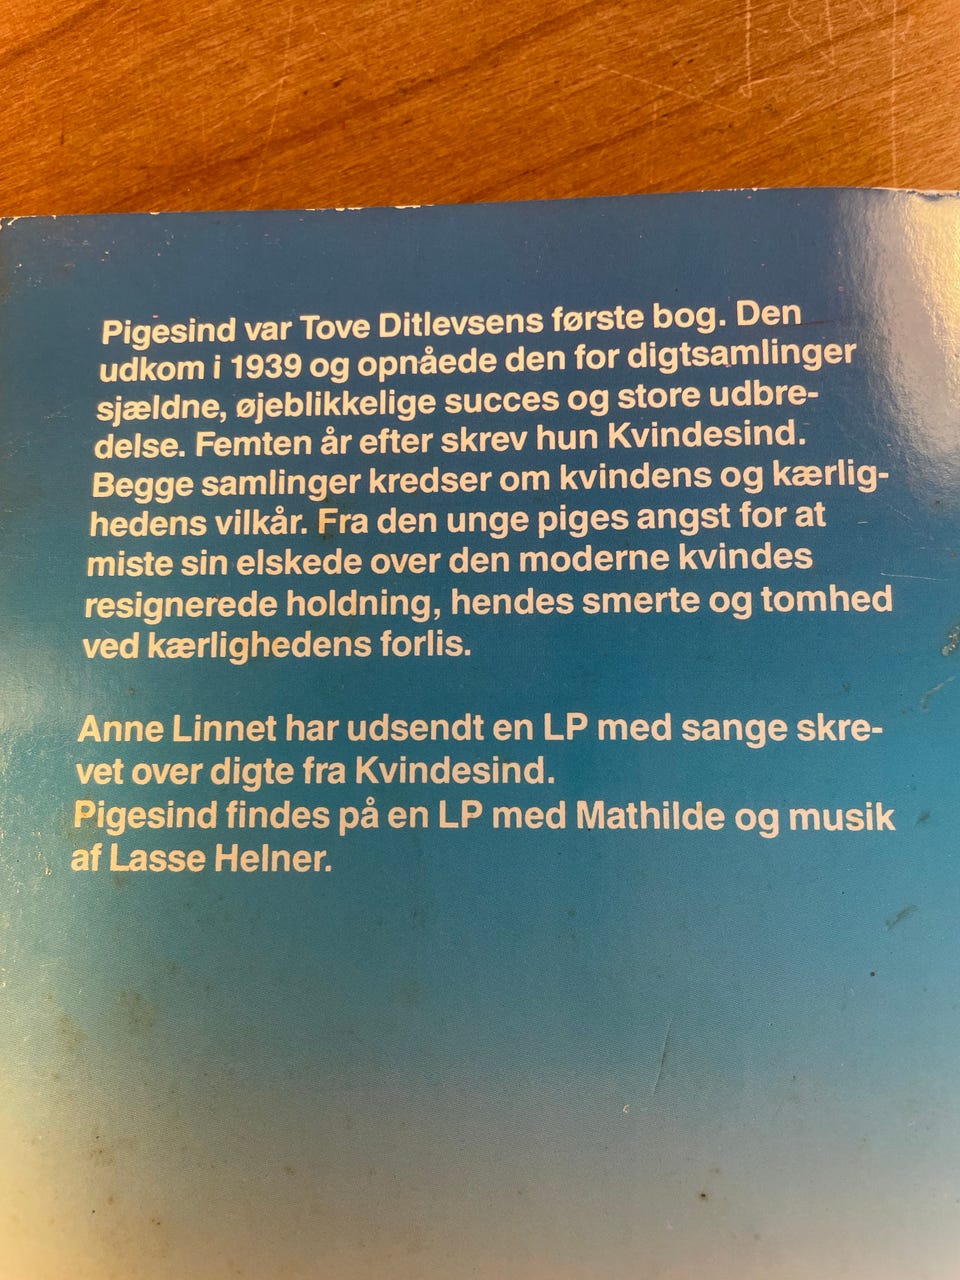 Pigesind var Tove Ditlevsens første bog. Den
udkom i 1939 og opnåede den for digtsamlinger
sjældne, øjeblikkelige succes og store udbre-
delse. Femten år efter skrev hun Kvindesind.
Begge samlinger kredser om kvindens og kærlig-
hedens vilkår. Fra den unge piges angst for at
miste sin elskede over den moderne kvindes
resignerede holdning, hendes smerte og tomhed
ved kærlighedens forlis.
Anne Linnet har udsendt en LP med sange skre-
vet over digte fra Kvindesind.
Pigesind findes på en LP med Mathilde og musik
af Lasse Helner.